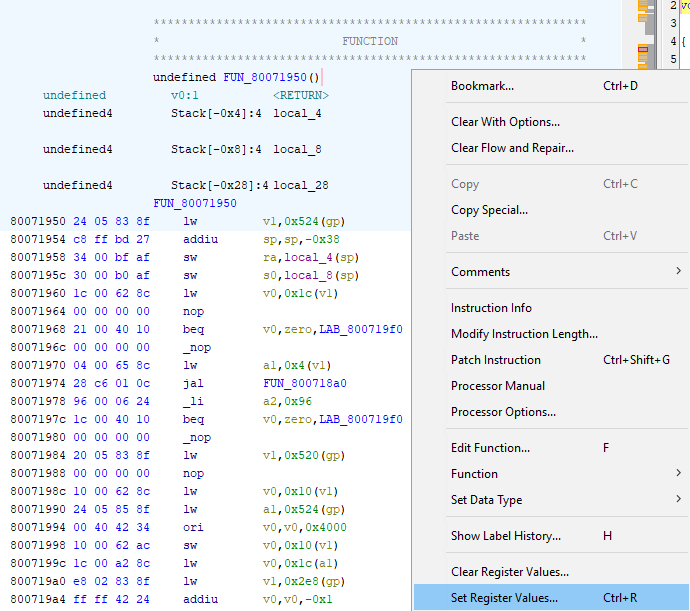 **************************************************************
* FUNCTION *
**************************************************************
undefined FUN_80071950()
undefined v0:1 <RETURN>
undefined4 Stack[-0x4]:4 local_4
undefined4 Stack[-0x8]:4 local_8
undefined4 Stack[-0x28]:4 local_28
FUN_80071950
80071950 24 05 83 8f lw v1,0x524(gp)
80071954 c8 ff bd 27 addiu sp,sp,-0x38
80071958 34 00 bf af sw ra,local_4(sp)
8007195c 30 00 b0 af sw s0,local_8(sp)
80071960 1c 00 62 8c lw v0,0x1c(v1)
80071964 00 00 00 00 nop
80071968 21 00 40 10 beq v0,zero,LAB_800719f0
8007196c 00 00 00 00 _nop
80071970 04 00 65 8c lw a1,0x4(v1)
80071974 28 c6 01 0c jal FUN_800718a0
80071978 96 00 06 24 _li a2,0x96
8007197c 1c 00 40 10 beq v0,zero,LAB_800719f0
80071980 00 00 00 00 _nop
80071984 20 05 83 8f lw v1,0x520(gp)
80071988 00 00 00 00 nop
8007198c 10 00 62 8c lw v0,0x10(v1)
80071990 24 05 85 8f lw a1,0x524(gp)
80071994 00 40 42 34 ori v0,v0,0x4000
80071998 10 00 62 ac sw v0,0x10(v1)
8007199c 1c 00 a2 8c lw v0,0x1c(a1)
800719a0 e8 02 83 8f lw v1,0x2e8(gp)
800719a4 ff ff 42 24 addiu v0,v0,-0x1
Bookmark... Ctrl+D
Clear With Options...
Clear Flow and Repair...
Copy Ctrl+C
Copy Special...
Paste Ctrl+V
Comments
Instruction Info
Modify Instruction Length...
Patch Instruction Ctrl+Shift+G
Processor Manual
Processor Options...
Edit Function... F
Function
Set Data Type
Show Label History... H
Clear Register Values...
Set Register Values... Ctrl+R
2
3
4 {
5